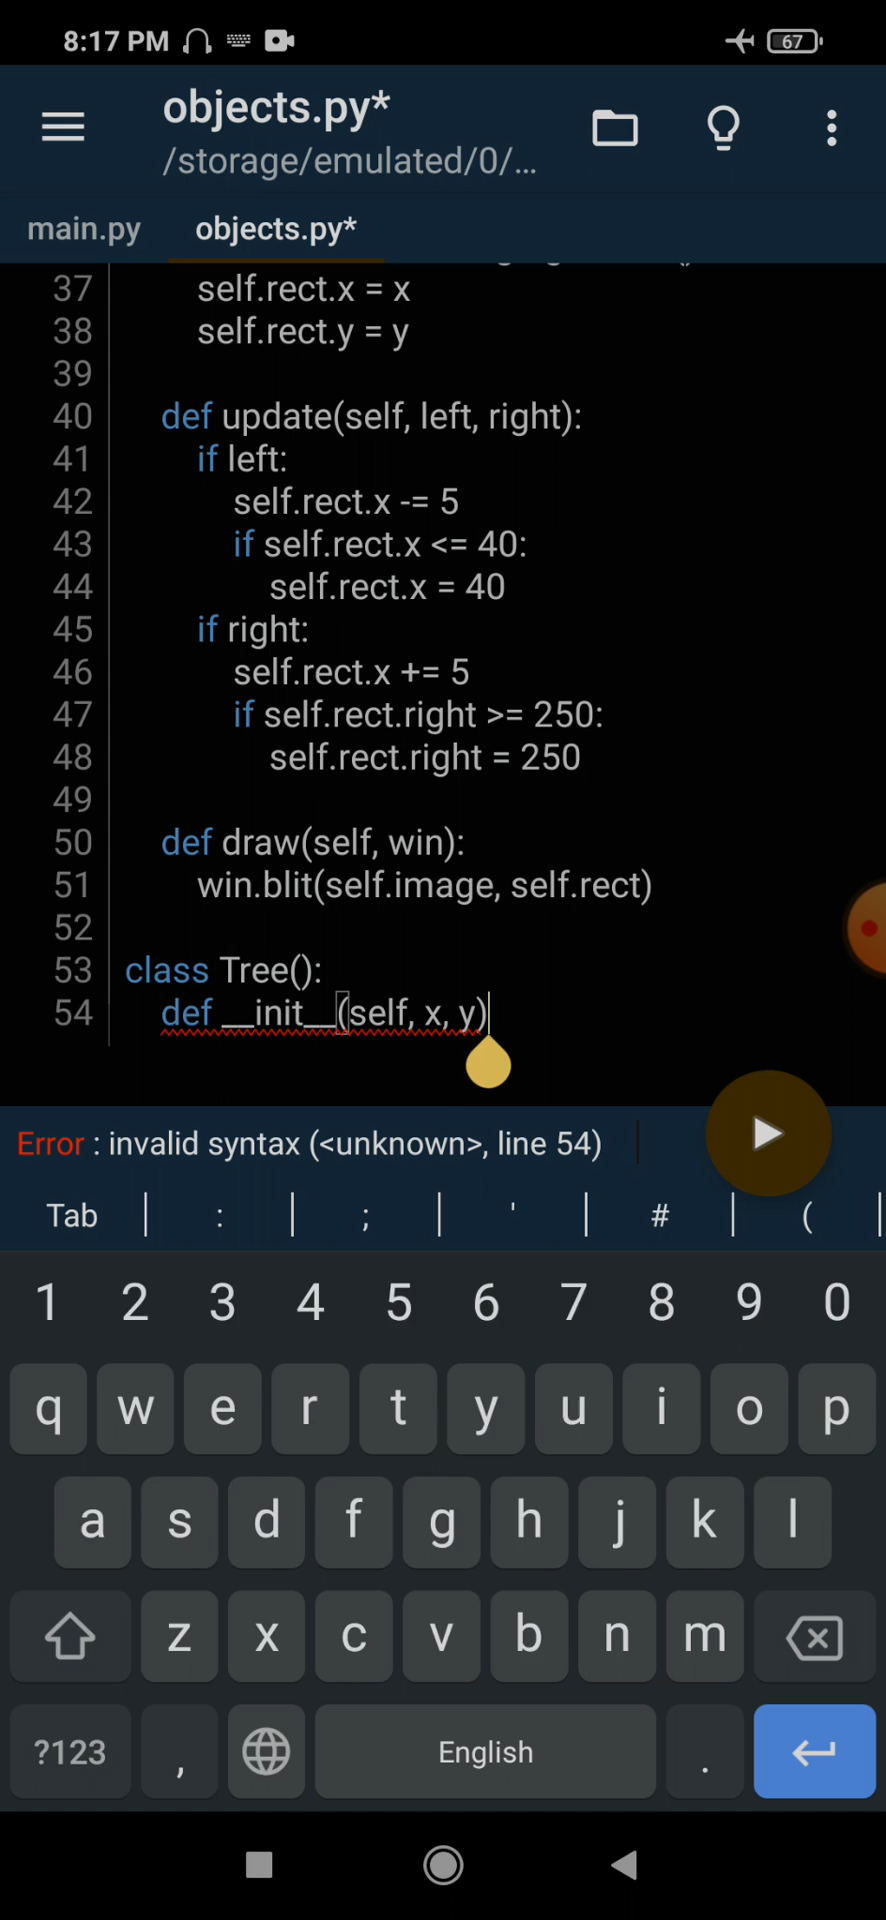 8:17 PM 67
objects.py*
/storage/emulated/0/...
main.py objects.py*
37 self.rect.x = x
38 self.rect.y = y
39
40 def update(self, left, right):
41 if left:
42 self.rect.x -= 5
43 if self.rect.x <= 40:
44 self.rect.x = 40
45 if right:
46 self.rect.x += 5
47 if self.rect.right >= 250:
48 self.rect.right = 250
49
50 def draw(self, win):
51 win.blit(self.image, self.rect)
52
53 class Tree():
54 def __init__(self, x, y)
Error : invalid syntax (<unknown>, line 54)
Tab : ; ' # (
1 2 3 4 5 6 7 8 9 0
q w e r t y u i o p
a s d f g h j k l
z x c v b n m
?123 , English .